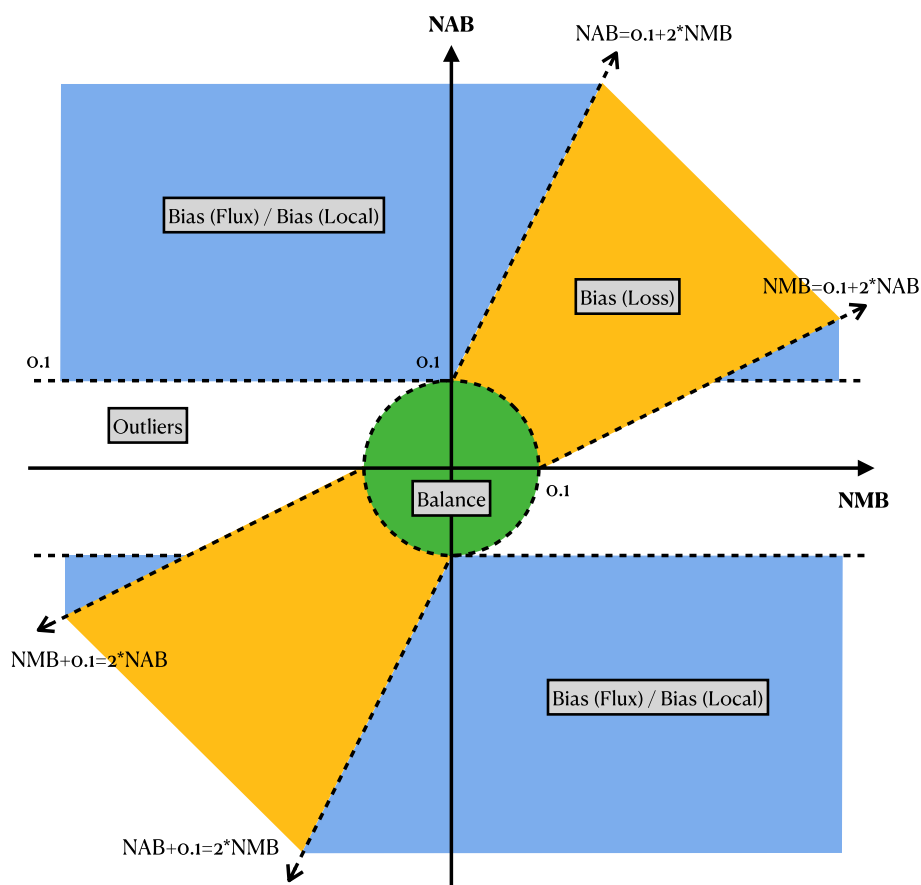 NAB
NAB=0.1+2*NMB
Bias (Flux) / Bias (Local)
Bias (Loss)
NMB=0.1+2*NAB
0.1
0.1
Outliers
Balance
0.1
NMB
NMB+0.1=2*NAB
Bias (Flux) / Bias (Local)
NAB+0.1=2*NMB